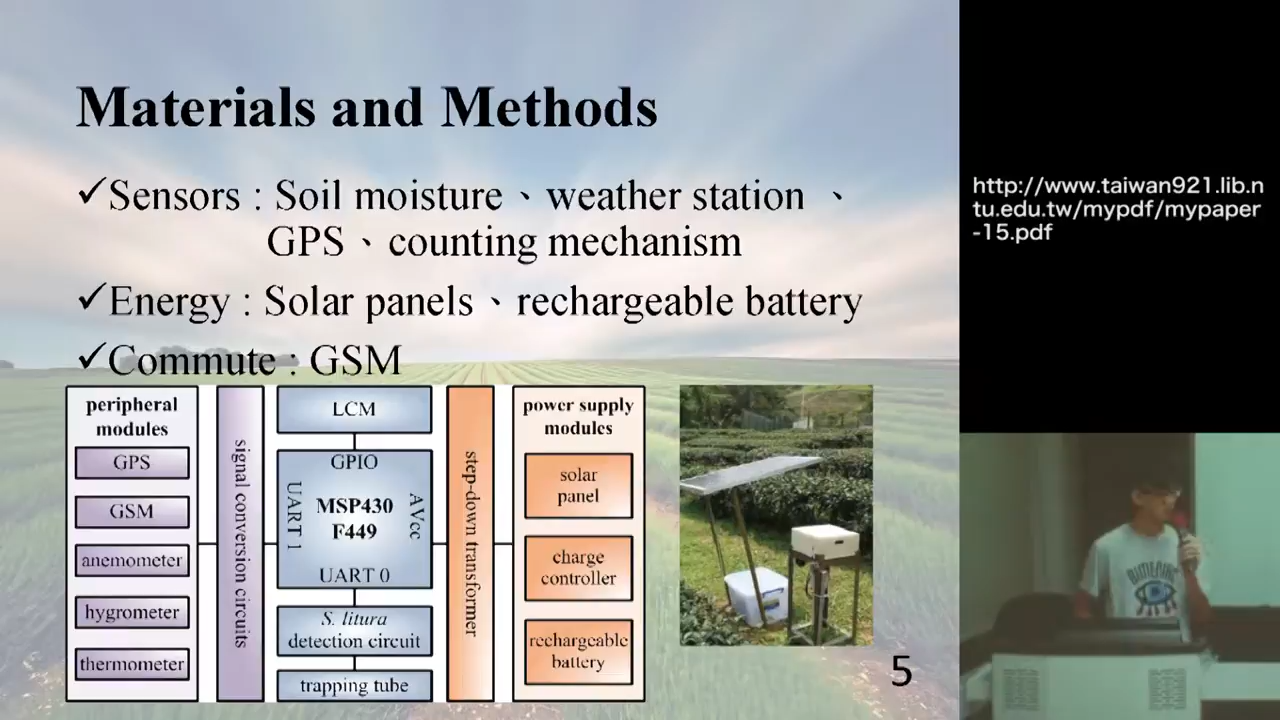 Materials and Methods
✓Sensors : Soil moisture、weather station 、
GPS、counting mechanism
✓Energy : Solar panels、rechargeable battery
✓Commute : GSM
peripheral
modules
GPS
GSM
anemometer
hygrometer
thermometer
signal conversion circuits
LCM
GPIO
UART 1
MSP430
F449
AVcc
UART 0
S. litura
detection circuit
trapping tube
step-down transformer
power supply
modules
solar
panel
charge
controller
rechargeable
battery
5
http://www.taiwan921.lib.n
tu.edu.tw/mypdf/mypaper
-15.pdf